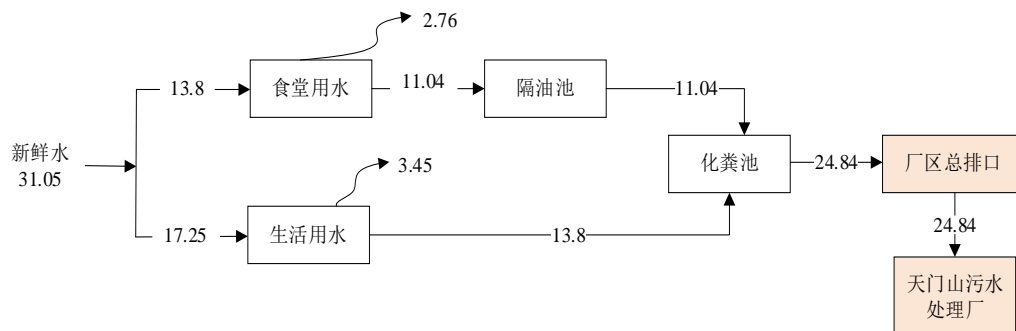 2.76
13.8
食堂用水
11.04
隔油池
11.04
新鲜水
31.05
3.45
化粪池
24.84
厂区总排口
17.25
生活用水
13.8
24.84
天门山污水
处理厂